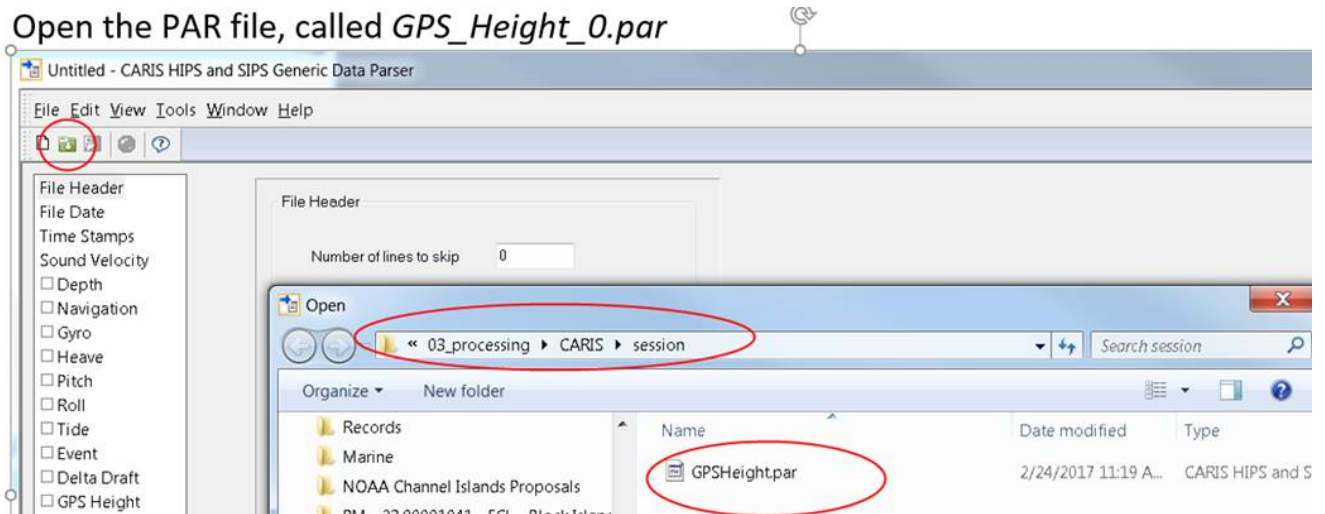 Open the PAR file, called GPS_Height_0.par
Untitled - CARIS HIPS and SIPS Generic Data Parser
File Edit View Tools Window Help
File Header
File Date
Time Stamps
Sound Velocity
Depth
Navigation
Gyro
Heave
Pitch
Roll
Tide
Event
Delta Draft
GPS Height
File Header
Number of lines to skip 0
Open
« 03_processing CARIS session
Search session
Organize New folder
Records
Marine
NOAA Channel Islands Proposals
Name Date modified Type
GPSHeight.par 2/24/2017 11:19 A... CARIS HIPS and S